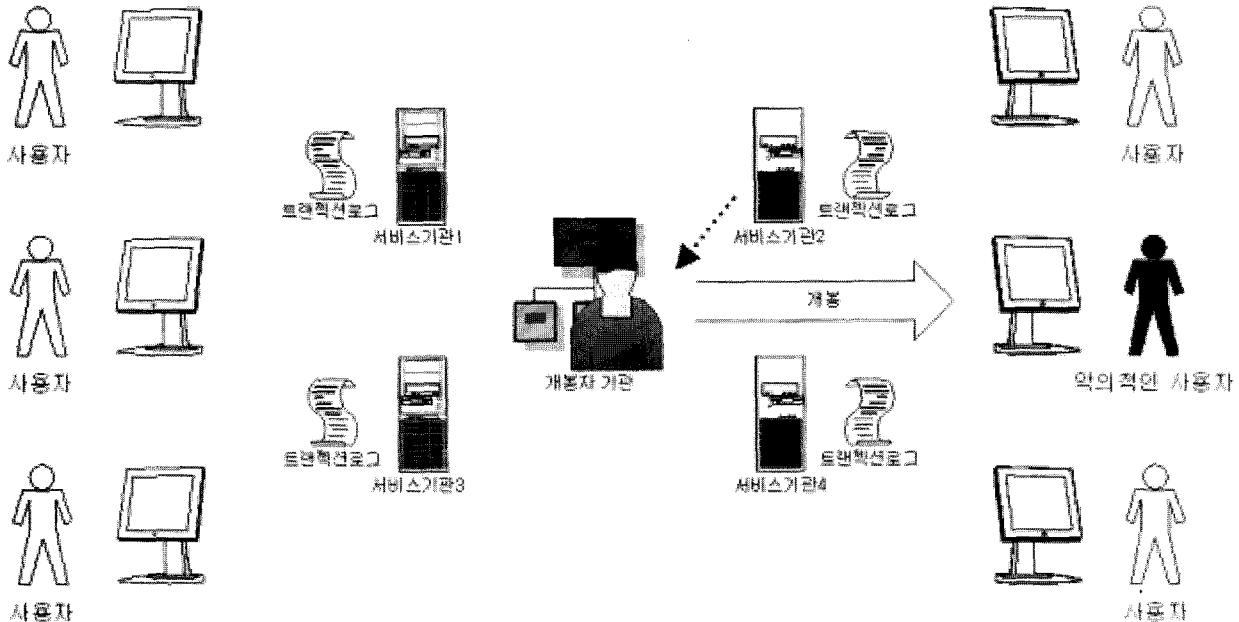 사용자
사용자
트랜잭션로그
트랜잭션로그
서비스기관1
서비스기관2
개봉
사용자
개봉자 기관
악의적인 사용자
트랜잭션로그
트랜잭션로그
서비스기관3
서비스기관4
사용자
사용자